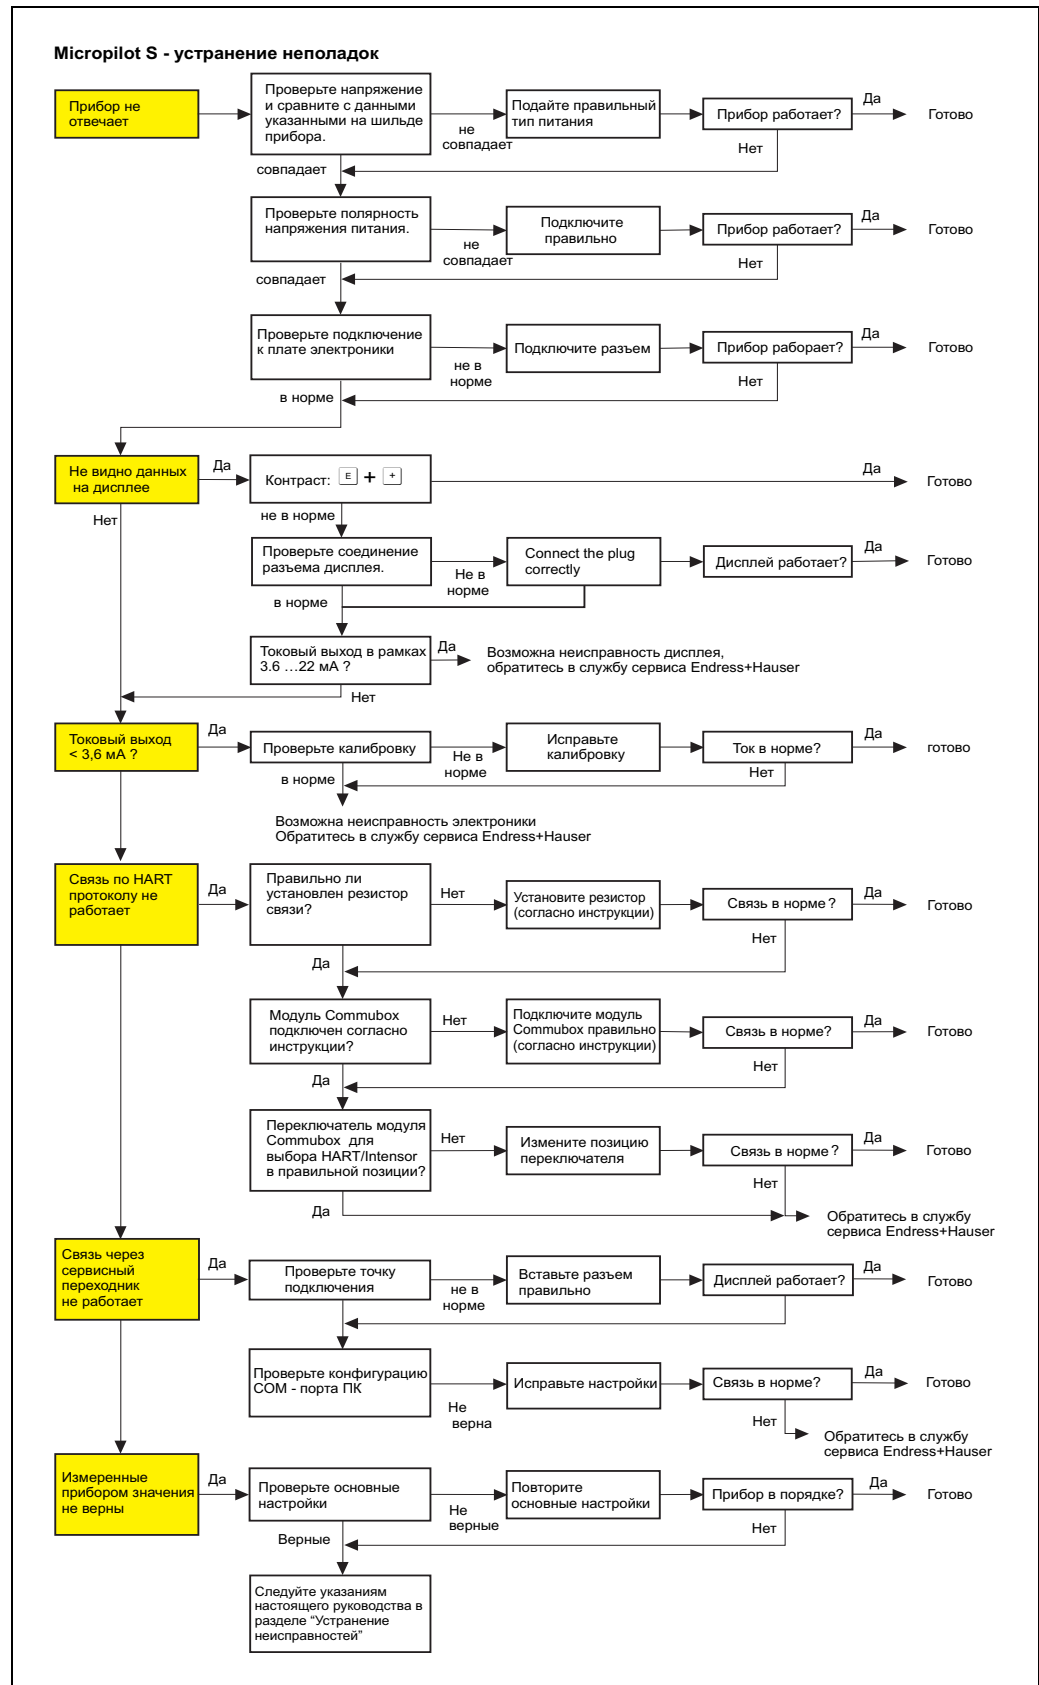 Micropilot S - устранение неполадок
Прибор не
отвечает
Проверьте напряжение
и сравните с данными
указанными на шильде
прибора.
не
совпадает
Подайте правильный
тип питания
Прибор работает?
Да
Готово
Нет
совпадает
Проверьте полярность
напряжения питания.
не
совпадает
Подключите
правильно
Прибор работает?
Да
Готово
Нет
совпадает
Проверьте подключение
к плате электроники
не в
норме
Подключите разъем
Прибор раборает?
Да
Готово
Нет
в норме
Не видно данных
на дисплее
Да
Контраст: E + +
Да
Готово
Нет
не в норме
Проверьте соединение
разъема дисплея.
Не в
норме
Connect the plug
correctly
Дисплей работает?
Да
Готово
в норме
Токовый выход в рамках
3.6 …22 мА ?
Да
Возможна неисправность дисплея,
обратитесь в службу сервиса Endress+Hauser
Нет
Токовый выход
< 3,6 мА ?
Да
Проверьте калибровку
Не в
норме
Исправьте
калибровку
Ток в норме?
Да
готово
Нет
в норме
Возможна неисправность электроники
Обратитесь в службу сервиса Endress+Hauser
Связь по HART
протоколу не
работает
Да
Правильно ли
установлен резистор
связи?
Нет
Установите резистор
(согласно инструкции)
Связь в норме ?
Да
Готово
Нет
Да
Модуль Commubox
подключен согласно
инструкции?
Нет
Подключите модуль
Commubox правильно
(согласно инструкции)
Связь в норме?
Да
Готово
Нет
Да
Переключатель модуля
Commubox для
выбора HART/Intensor
в правильной позиции?
Нет
Измените позицию
переключателя
Связь в норме ?
Да
Готово
Нет
Да
Обратитесь в службу
сервиса Endress+Hauser
Связь через
сервисный
переходник
не работает
Да
Проверьте точку
подключения
не в
норме
Вставьте разъем
правильно
Дисплей работает?
Да
Готово
Проверьте конфигурацию
COM - порта ПК
Не
верна
Исправьте настройки
Связь в норме?
Да
Готово
Нет
Обратитесь в службу
сервиса Endress+Hauser
Измеренные
прибором значения
не верны
Да
Проверьте основные
настройки
Не
верные
Повторите
основные настройки
Прибор в порядке?
Да
Готово
Нет
Верные
Следуйте указаниям
настоящего руководства в
разделе “Устранение
неисправностей”